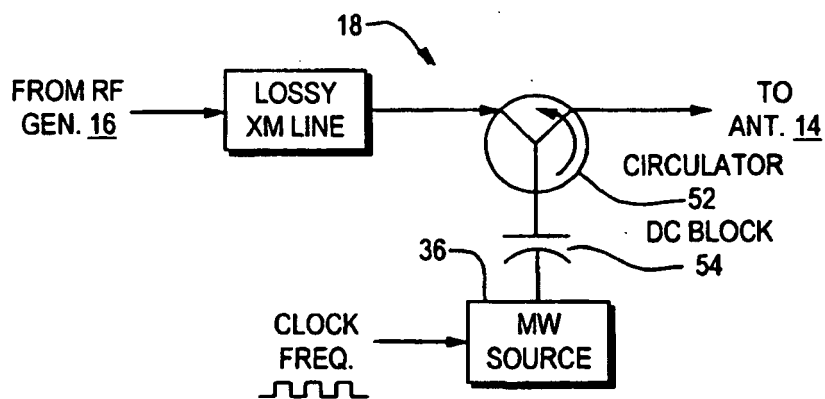 18
FROM RF
GEN. 16
LOSSY
XM LINE
TO
ANT. 14
CIRCULATOR
52
DC BLOCK
54
36
CLOCK
FREQ.
MW
SOURCE